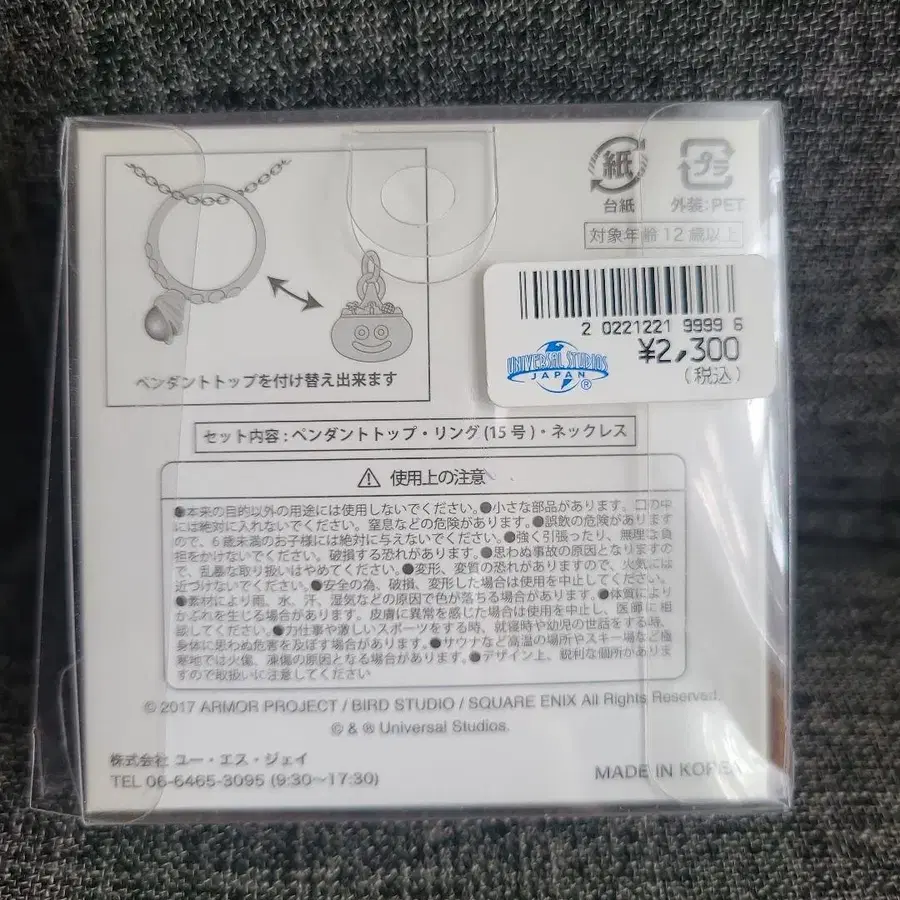 紙
プラ
台紙
外装:PET
対象年齢12歳以上
2 0221221 9999 6
¥2,300
(税込)
UNIVERSAL STUDIOS
JAPAN
®
ペンダントトップを付け替え出来ます
セット内容:ペンダントトップ・リング(15号)・ネックレス
⚠ 使用上の注意
●本来の目的以外の用途には使用しないでください。●小さな部品があります。口の中
には絶対に入れないでください。窒息などの危険があります。●誤飲の危険があります
ので、6歳未満のお子様には絶対に与えないでください。●強く引張ったり、無理な負
担をかけないでください。破損する恐れがあります。●思わぬ事故の原因となりますの
で、乱暴な取り扱いはやめてください。●変形、変質の恐れがありますので、火気には
近づけないでください。●安全の為、破損、変形した場合は使用を中止してください。
●素材により雨、水、汗、湿気などの原因で色が落ちる場合があります。●体質により
かぶれを生じる場合があります。皮膚に異常を感じた場合は使用を中止し、医師に相
談してください。●力仕事や激しいスポーツをする時、就寝時や幼児の世話をする時、
身体に思わぬ危害を及ぼす場合があります。●サウナなど高温の場所やスキー場など極
寒地では火傷、凍傷の原因となる場合があります。●デザイン上、鋭利な個所がありま
すので取扱いに注意してください
© 2017 ARMOR PROJECT / BIRD STUDIO / SQUARE ENIX All Rights Reserved.
© & ® Universal Studios.
株式会社 ユー・エス・ジェイ
TEL 06-6465-3095 (9:30〜17:30)
MADE IN KOREA